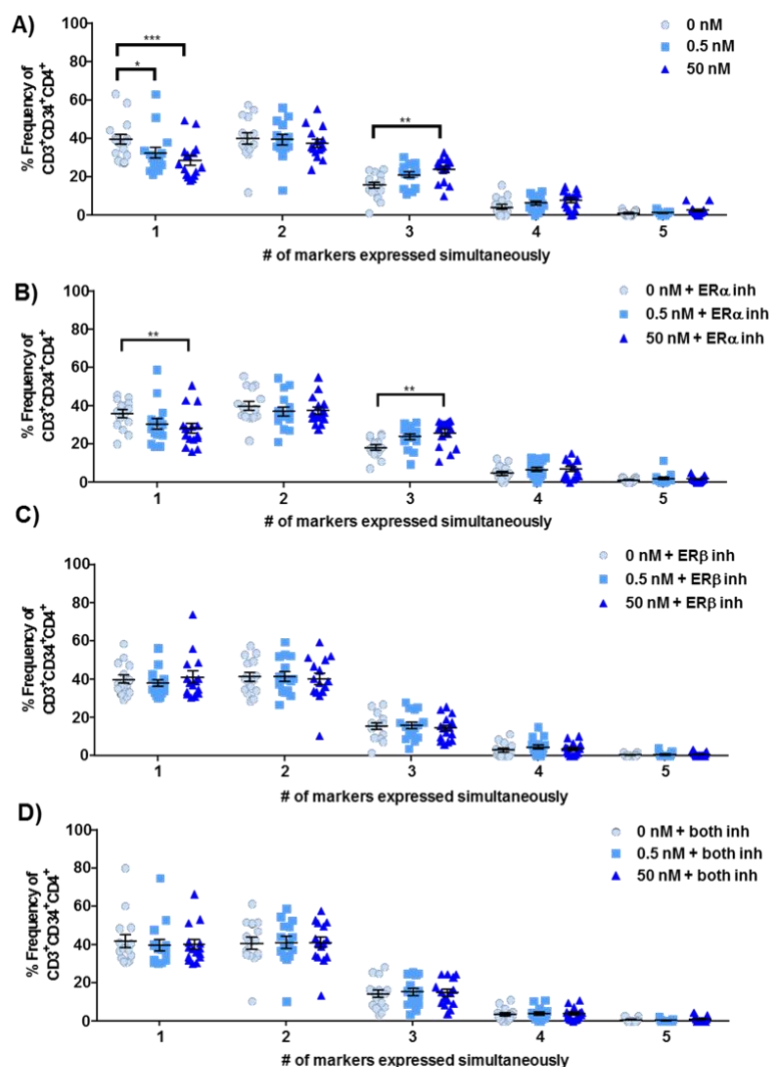 A)
100
80
60
40
20
0
% Frequency of
CD3+CD34+CD4+
***
*
**
0 nM
0.5 nM
50 nM
1 2 3 4 5
# of markers expressed simultaneously
B)
100
80
60
40
20
0
% Frequency of
CD3+CD34+CD4+
**
**
0 nM + ERα inh
0.5 nM + ERα inh
50 nM + ERα inh
1 2 3 4 5
# of markers expressed simultaneously
C)
100
80
60
40
20
0
% Frequency of
CD3+CD34+CD4+
0 nM + ERβ inh
0.5 nM + ERβ inh
50 nM + ERβ inh
1 2 3 4 5
# of markers expressed simultaneously
D)
100
80
60
40
20
0
% Frequency of
CD3+CD34+CD4+
0 nM + both inh
0.5 nM + both inh
50 nM + both inh
1 2 3 4 5
# of markers expressed simultaneously